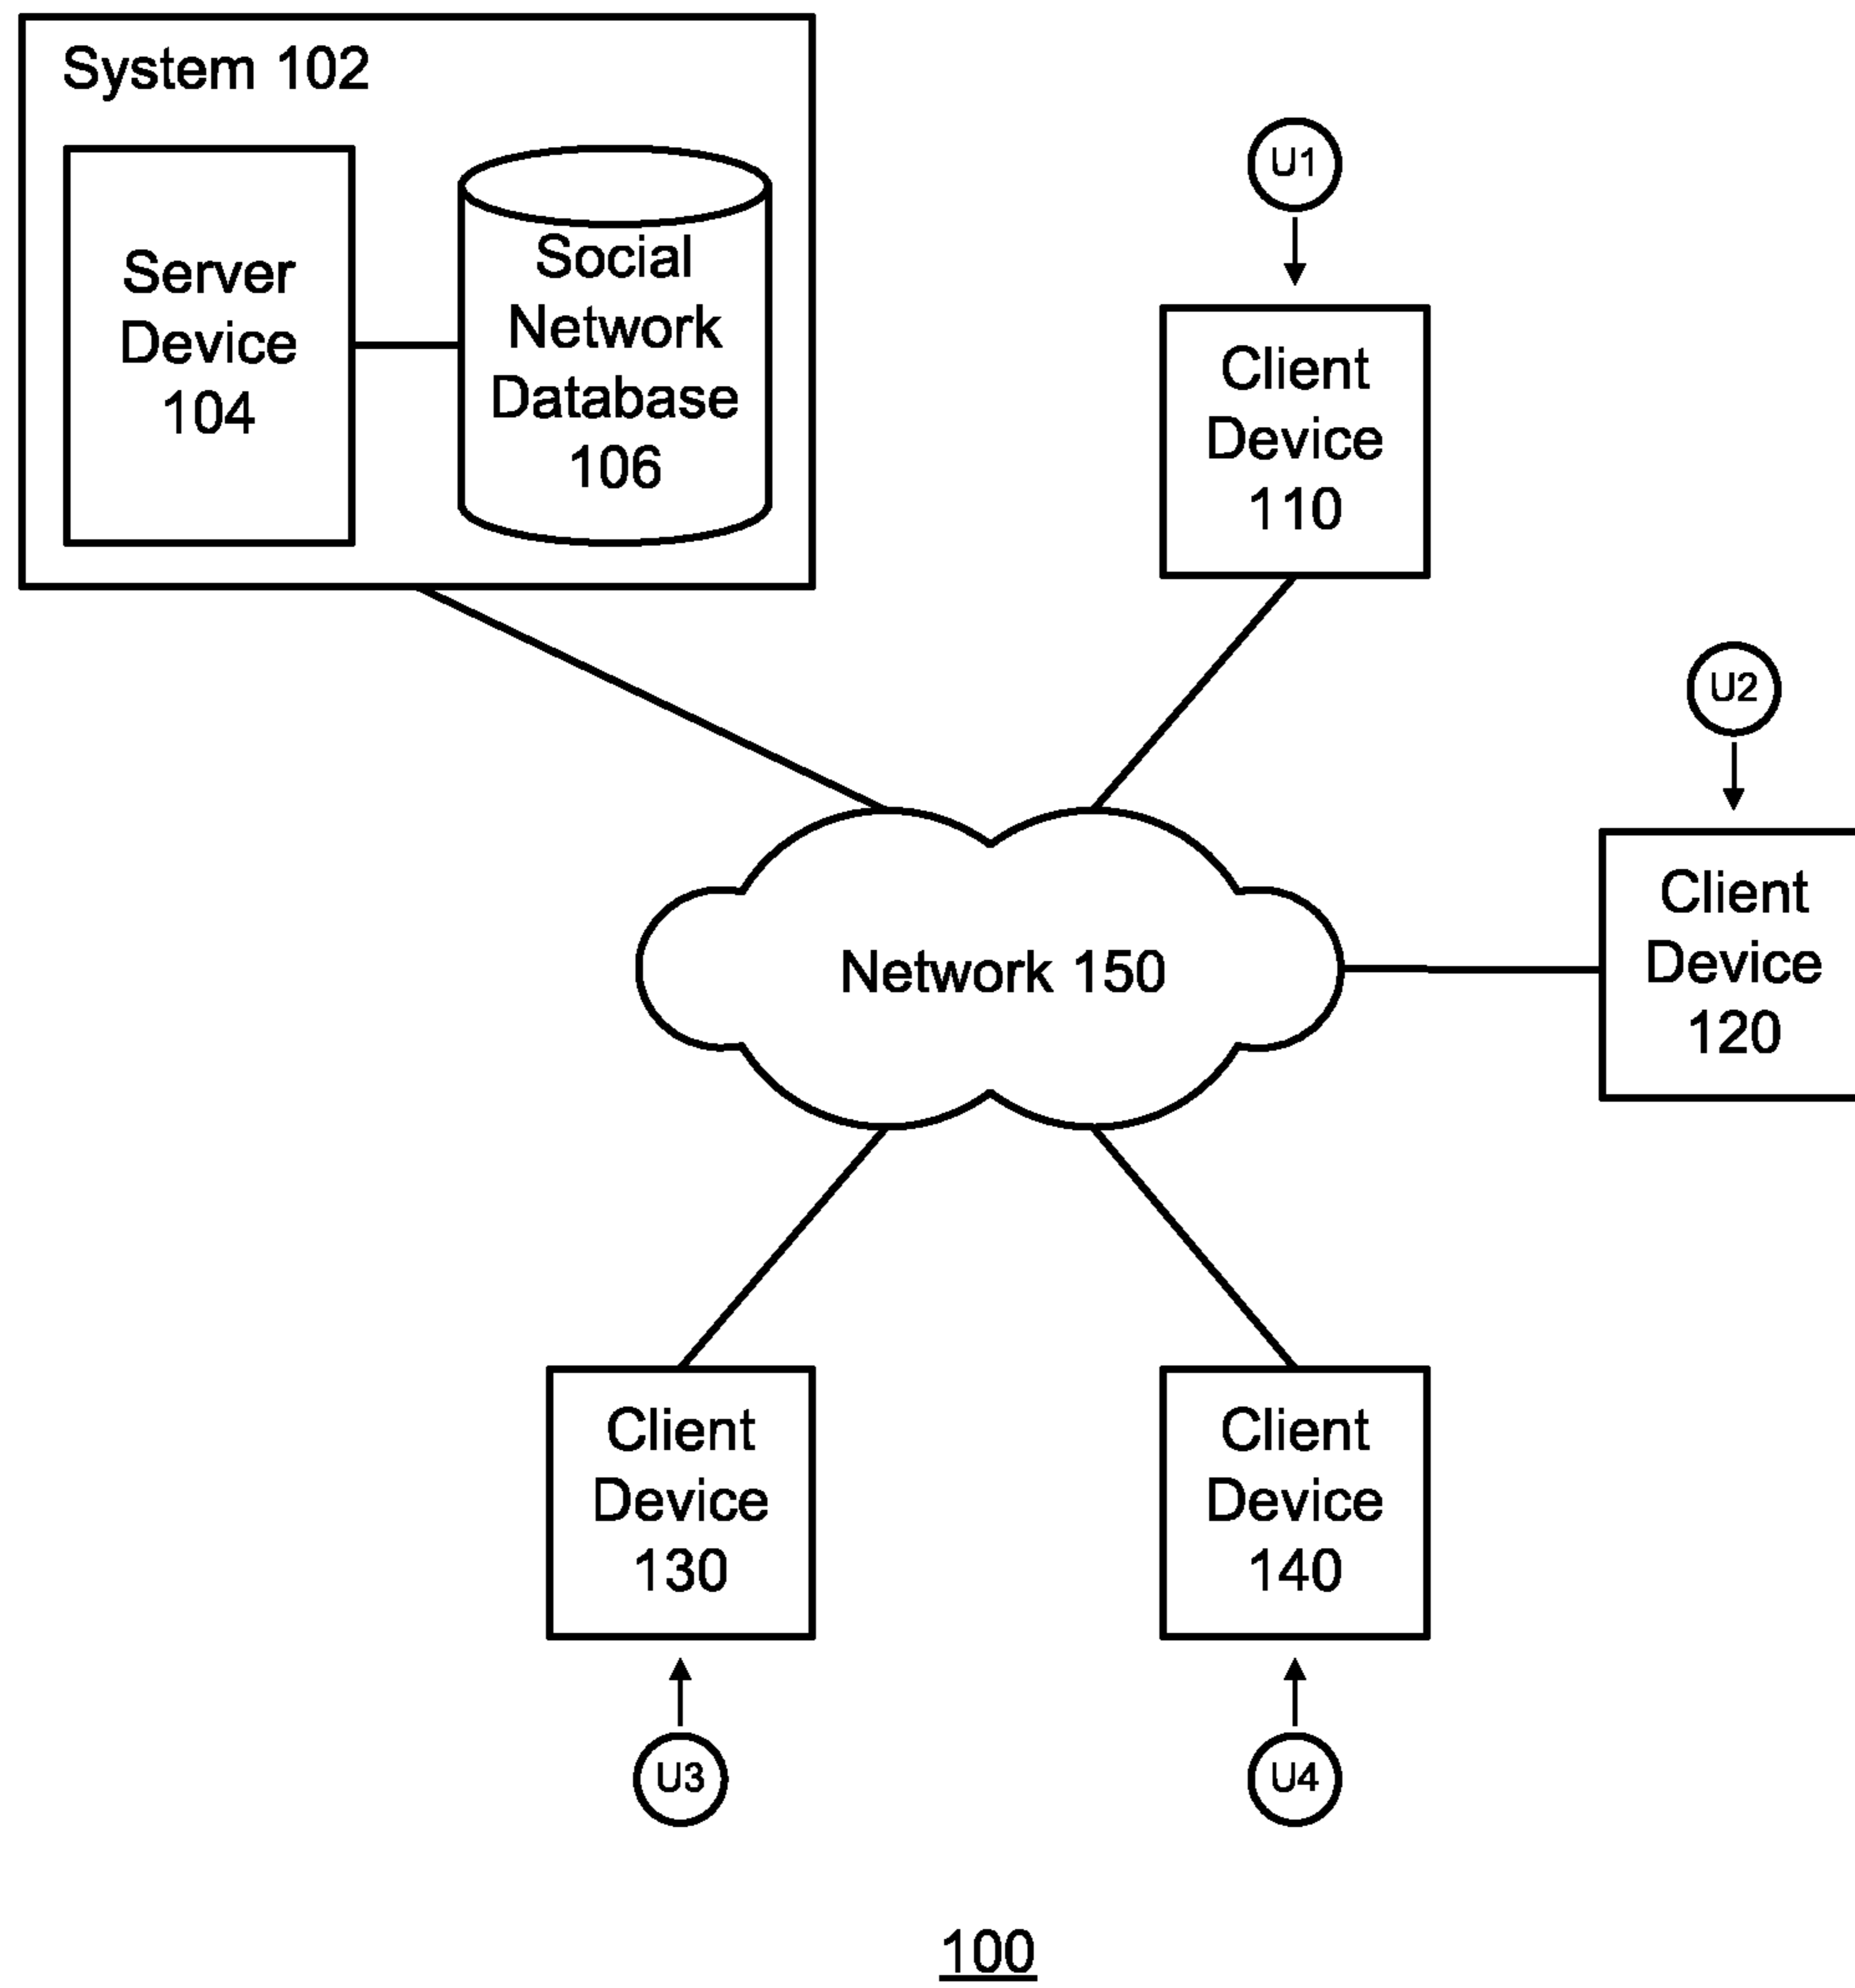 System 102
Server
Device
104
Social
Network
Database
106
U1
Client
Device
110
U2
Client
Device
120
Network 150
Client
Device
130
Client
Device
140
U3
U4
100